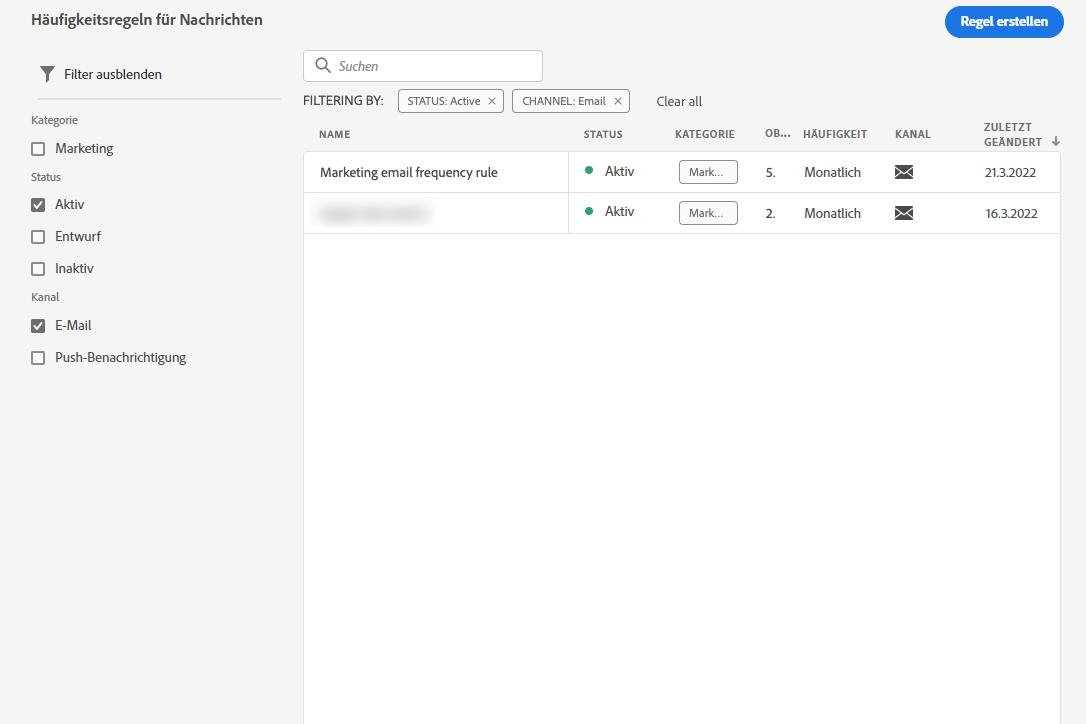 Häufigkeitsregeln für Nachrichten
Regel erstellen
Filter ausblenden
Kategorie
Marketing
Status
Aktiv
Entwurf
Inaktiv
Kanal
E-Mail
Push-Benachrichtigung
Suchen
FILTERING BY: STATUS: Active CHANNEL: Email Clear all
NAME STATUS KATEGORIE OB... HÄUFIGKEIT KANAL ZULETZT GEÄNDERT
Marketing email frequency rule Aktiv Mark... 5. Monatlich 21.3.2022
Aktiv Mark... 2. Monatlich 16.3.2022